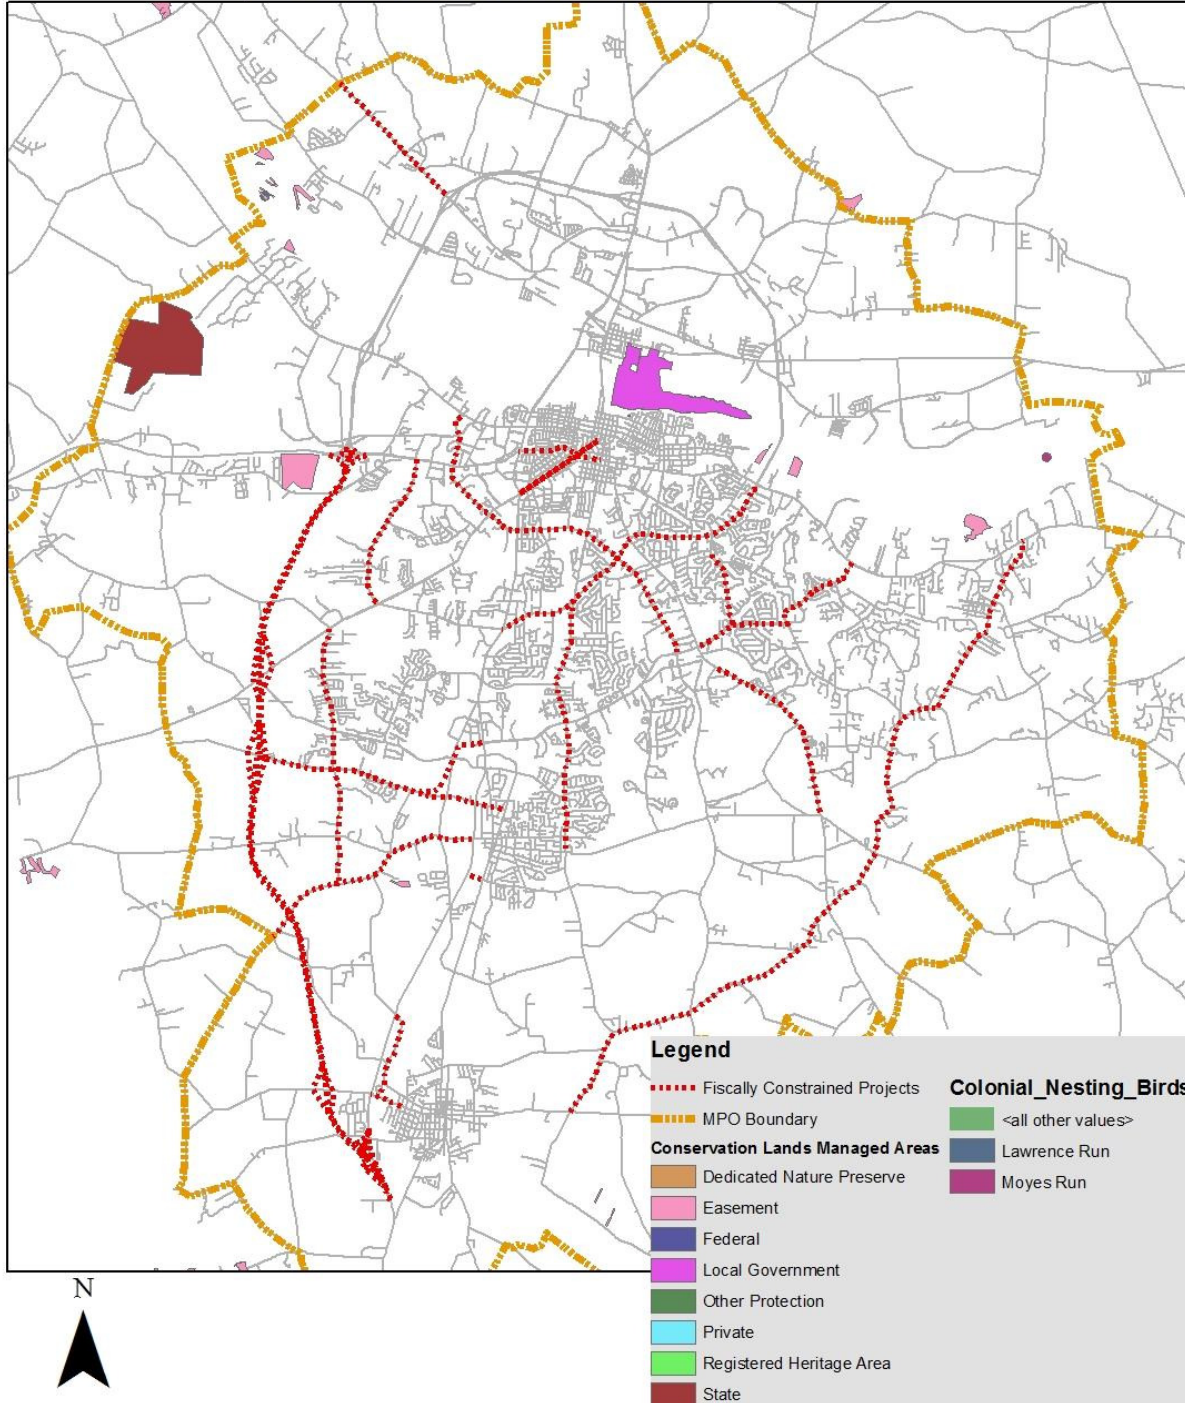 N
Legend
Fiscally Constrained Projects
MPO Boundary
Conservation Lands Managed Areas
Dedicated Nature Preserve
Easement
Federal
Local Government
Other Protection
Private
Registered Heritage Area
State
Colonial_Nesting_Birds
<all other values>
Lawrence Run
Moyes Run